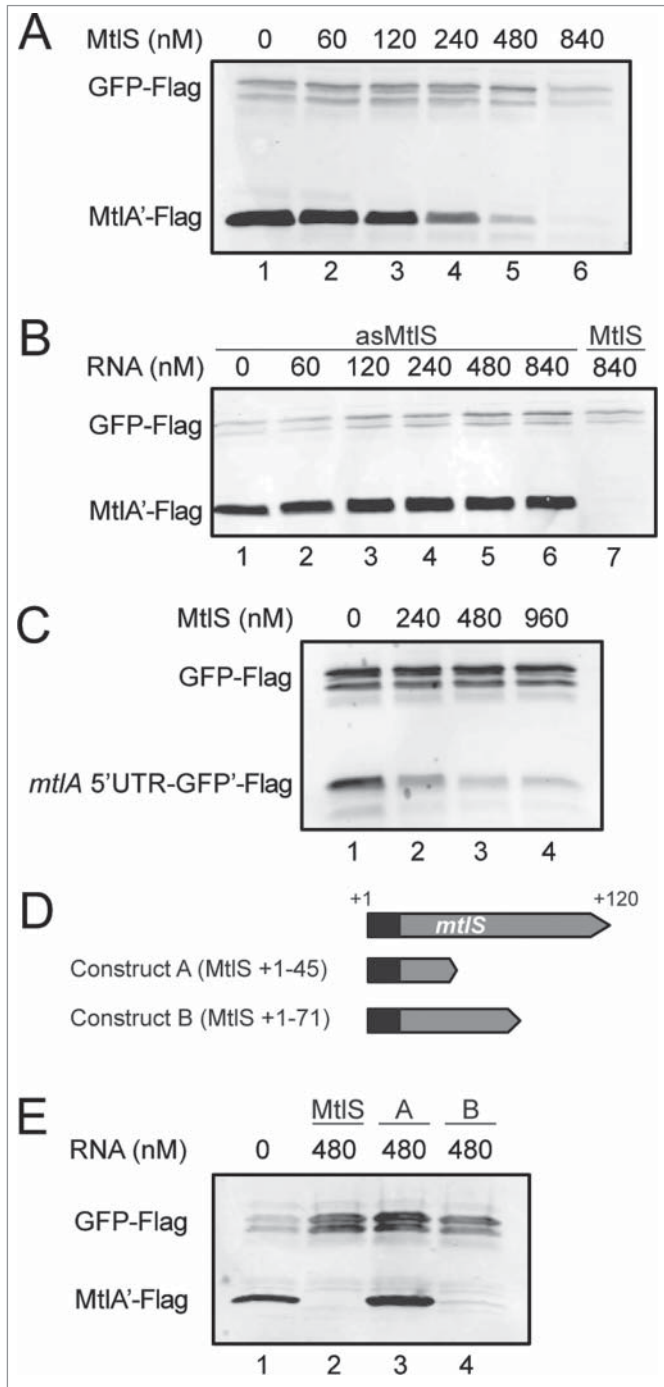 A
MtlS (nM) 0 60 120 240 480 840
GFP-Flag
MtlA'-Flag
1 2 3 4 5 6
B
asMtlS MtlS
RNA (nM) 0 60 120 240 480 840 840
GFP-Flag
MtlA'-Flag
1 2 3 4 5 6 7
C
MtlS (nM) 0 240 480 960
GFP-Flag
mtlA 5'UTR-GFP'-Flag
1 2 3 4
D
+1 +120
mtlS
Construct A (MtlS +1-45)
Construct B (MtlS +1-71)
E
MtlS A B
RNA (nM) 0 480 480 480
GFP-Flag
MtlA'-Flag
1 2 3 4